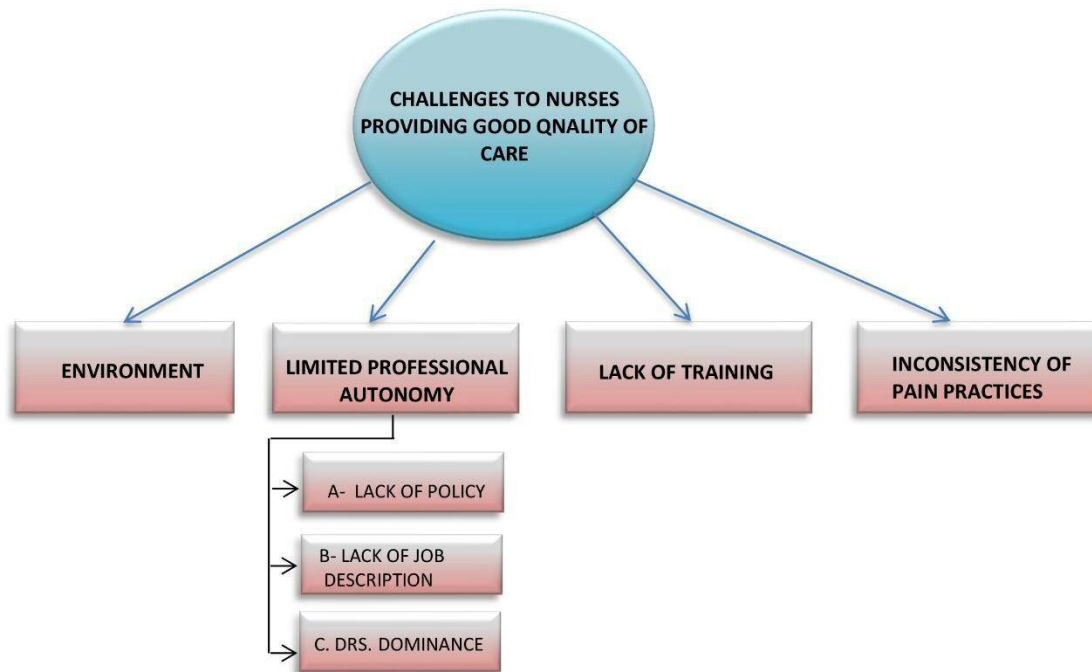 CHALLENGES TO NURSES
PROVIDING GOOD QNALITY OF
CARE
ENVIRONMENT
LIMITED PROFESSIONAL
AUTONOMY
LACK OF TRAINING
INCONSISTENCY OF
PAIN PRACTICES
A- LACK OF POLICY
B- LACK OF JOB
DESCRIPTION
C. DRS. DOMINANCE